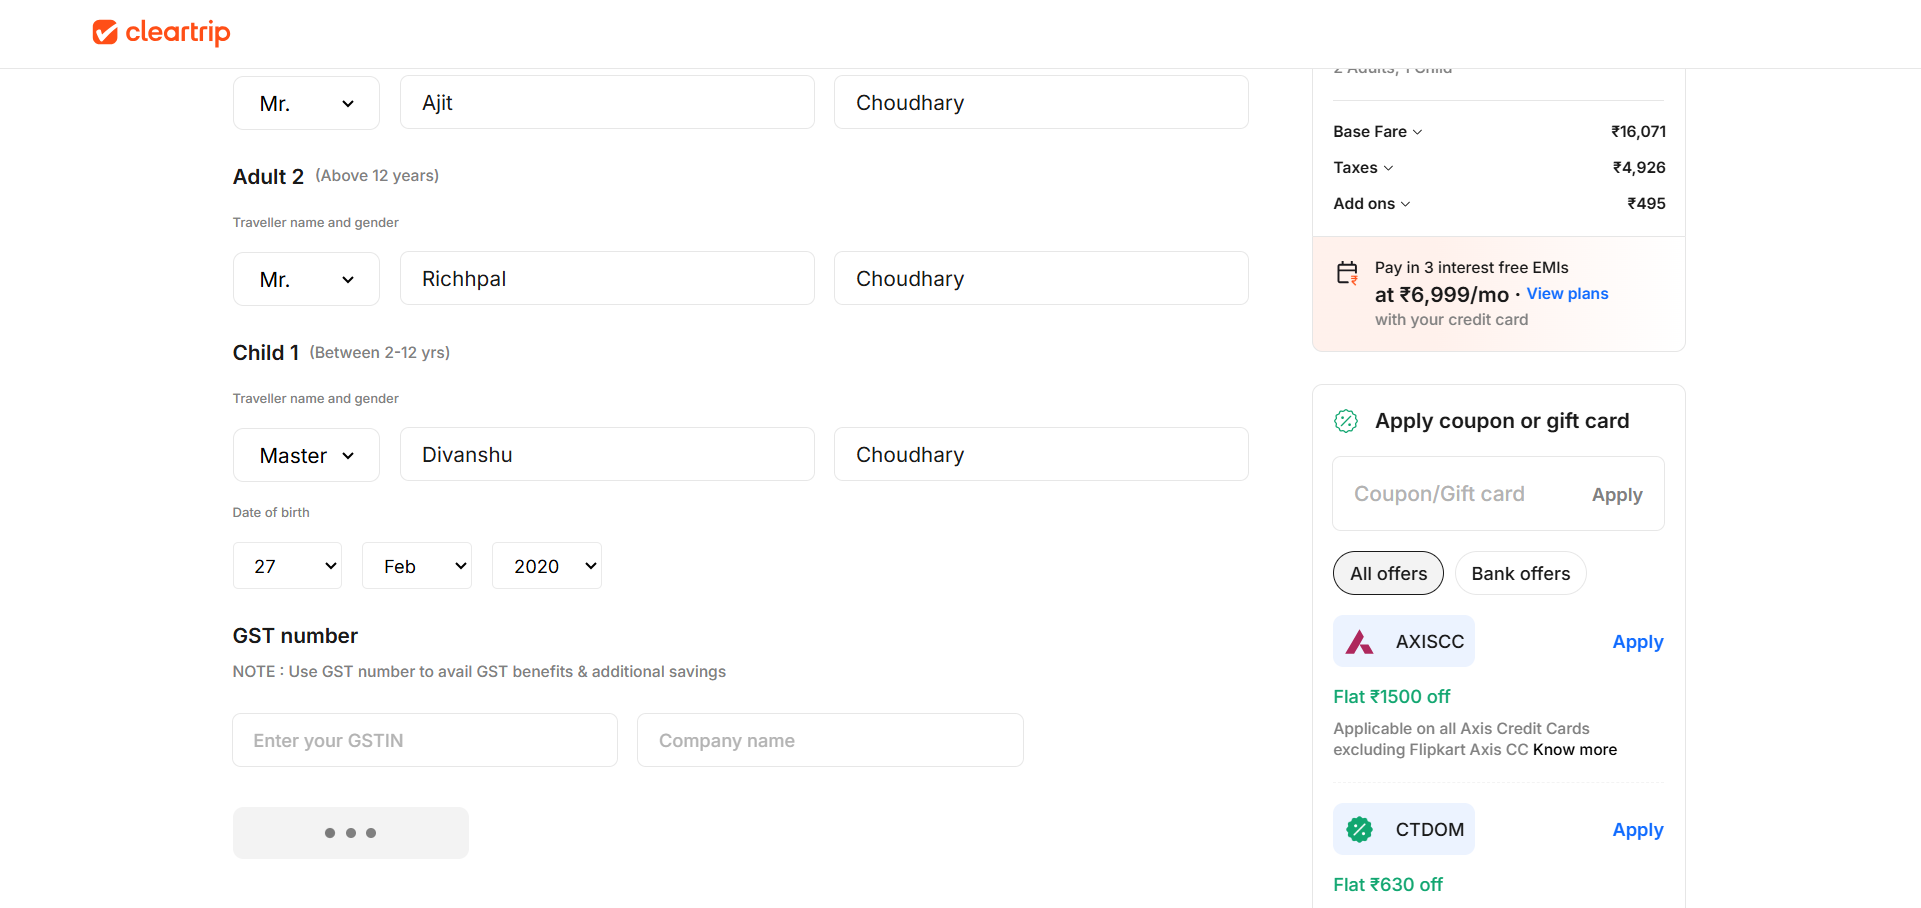 cleartrip
Mr.
Ajit
Choudhary
Adult 2 (Above 12 years)
Traveller name and gender
Mr.
Richhpal
Choudhary
Child 1 (Between 2-12 yrs)
Traveller name and gender
Master
Divanshu
Choudhary
Date of birth
27
Feb
2020
GST number
NOTE : Use GST number to avail GST benefits & additional savings
Enter your GSTIN
Company name
2 Adults, 1 Child
Base Fare ₹16,071
Taxes ₹4,926
Add ons ₹495
Pay in 3 interest free EMIs
at ₹6,999/mo · View plans
with your credit card
Apply coupon or gift card
Coupon/Gift card Apply
All offers Bank offers
AXISCC Apply
Flat ₹1500 off
Applicable on all Axis Credit Cards
excluding Flipkart Axis CC Know more
CTDOM Apply
Flat ₹630 off